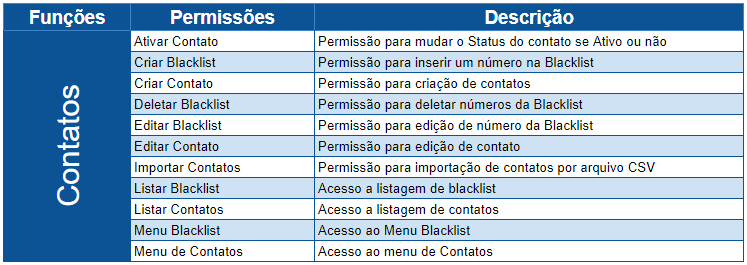 Funções Permissões Descrição
Contatos
Ativar Contato Permissão para mudar o Status do contato se Ativo ou não
Criar Blacklist Permissão para inserir um número na Blacklist
Criar Contato Permissão para criação de contatos
Deletar Blacklist Permissão para deletar números da Blacklist
Editar Blacklist Permissão para edição de número da Blacklist
Editar Contato Permissão para edição de contato
Importar Contatos Permissão para importação de contatos por arquivo CSV
Listar Blacklist Acesso a listagem de blacklist
Listar Contatos Acesso a listagem de contatos
Menu Blacklist Acesso ao Menu Blacklist
Menu de Contatos Acesso ao menu de Contatos